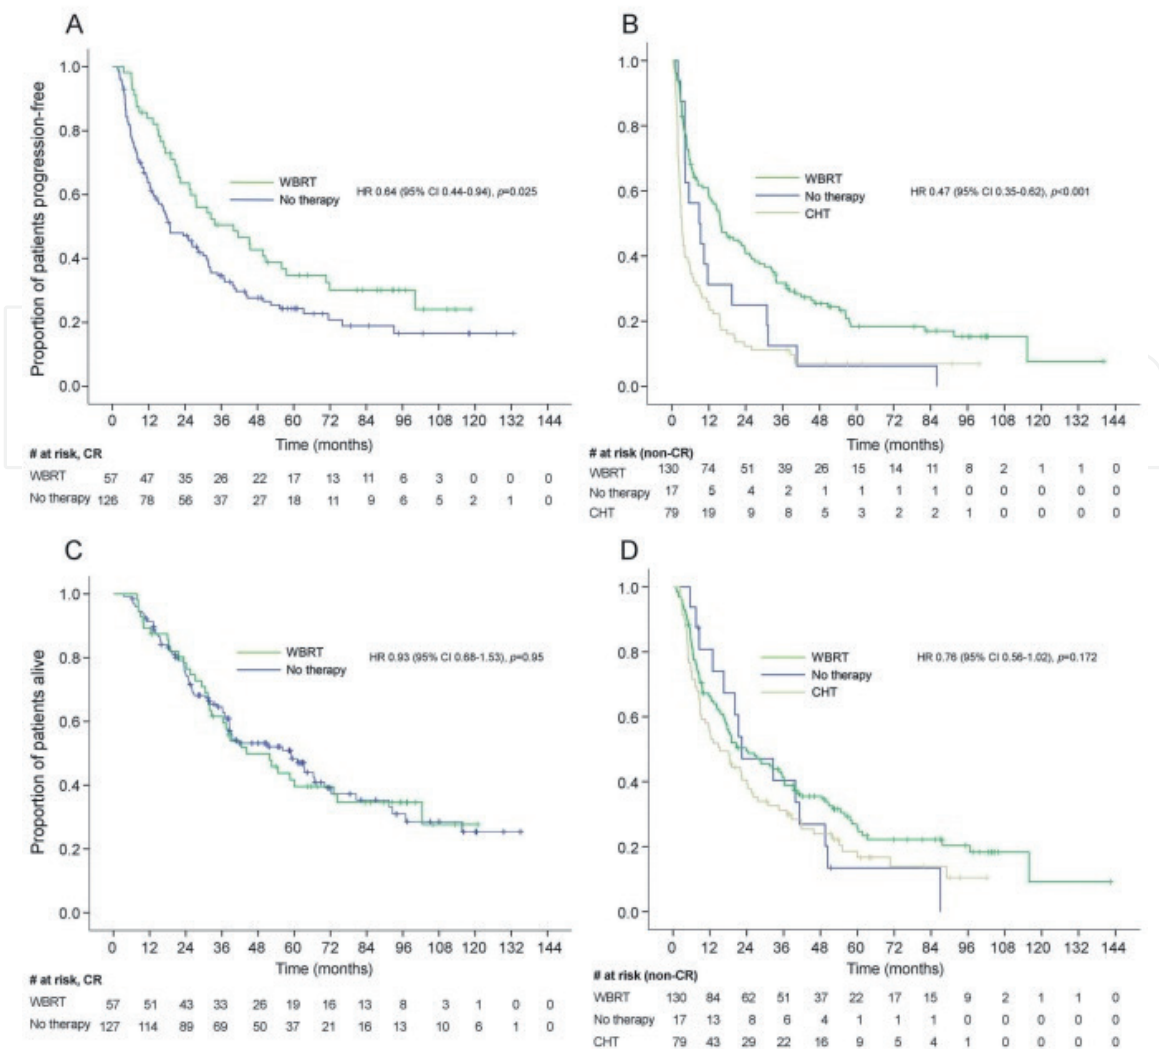 A
Proportion of patients progression-free
1.0
0.8
0.6
0.4
0.2
0.0
WBRT
No therapy
HR 0.64 (95% CI 0.44-0.94), p=0.025
0 12 24 36 48 60 72 84 96 108 120 132 144
Time (months)
# at risk, CR
WBRT 57 47 35 26 22 17 13 11 6 3 0 0 0
No therapy 126 78 56 37 27 18 11 9 6 5 2 1 0
B
1.0
0.8
0.6
0.4
0.2
0.0
WBRT
No therapy
CHT
HR 0.47 (95% CI 0.35-0.62), p<0.001
0 12 24 36 48 60 72 84 96 108 120 132 144
Time (months)
# at risk (non-CR)
WBRT 130 74 51 39 26 15 14 11 8 2 1 1 0
No therapy 17 5 4 2 1 1 1 1 0 0 0 0 0
CHT 79 19 9 8 5 3 2 2 1 0 0 0 0
C
Proportion of patients alive
1.0
0.8
0.6
0.4
0.2
0.0
WBRT
No therapy
HR 0.93 (95% CI 0.68-1.53), p=0.95
0 12 24 36 48 60 72 84 96 108 120 132 144
Time (months)
# at risk, CR
WBRT 57 51 43 33 26 19 16 13 8 3 1 0 0
No therapy 127 114 89 69 50 37 21 16 13 10 6 1 0
D
1.0
0.8
0.6
0.4
0.2
0.0
WBRT
No therapy
CHT
HR 0.76 (95% CI 0.56-1.02), p=0.172
0 12 24 36 48 60 72 84 96 108 120 132 144
Time (months)
# at risk (non-CR)
WBRT 130 84 62 51 37 22 17 15 9 2 1 1 0
No therapy 17 13 8 6 4 1 1 1 0 0 0 0 0
CHT 79 43 29 22 16 9 5 4 1 0 0 0 0